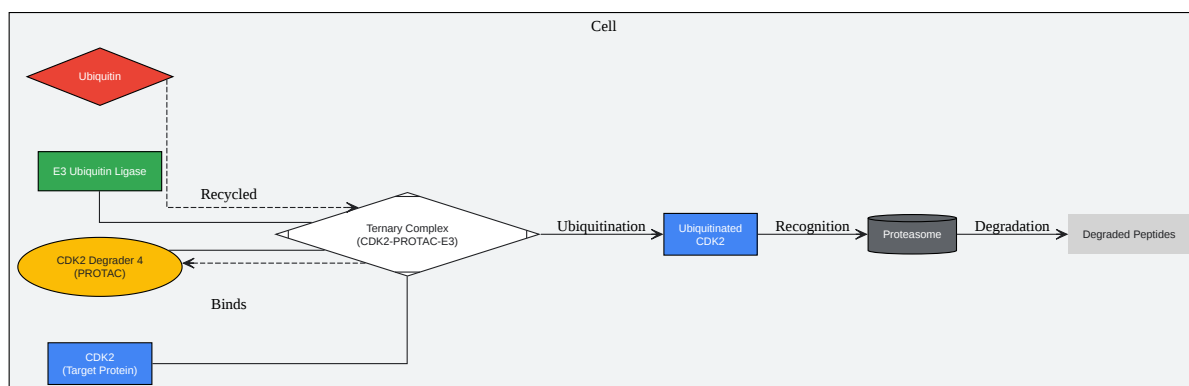 Cell
Ubiquitin
E3 Ubiquitin Ligase
Recycled
Ternary Complex
(CDK2-PROTAC-E3)
Ubiquitination
Ubiquitinated
CDK2
Recognition
Proteasome
Degradation
Degraded Peptides
CDK2 Degrader 4
(PROTAC)
Binds
CDK2
(Target Protein)